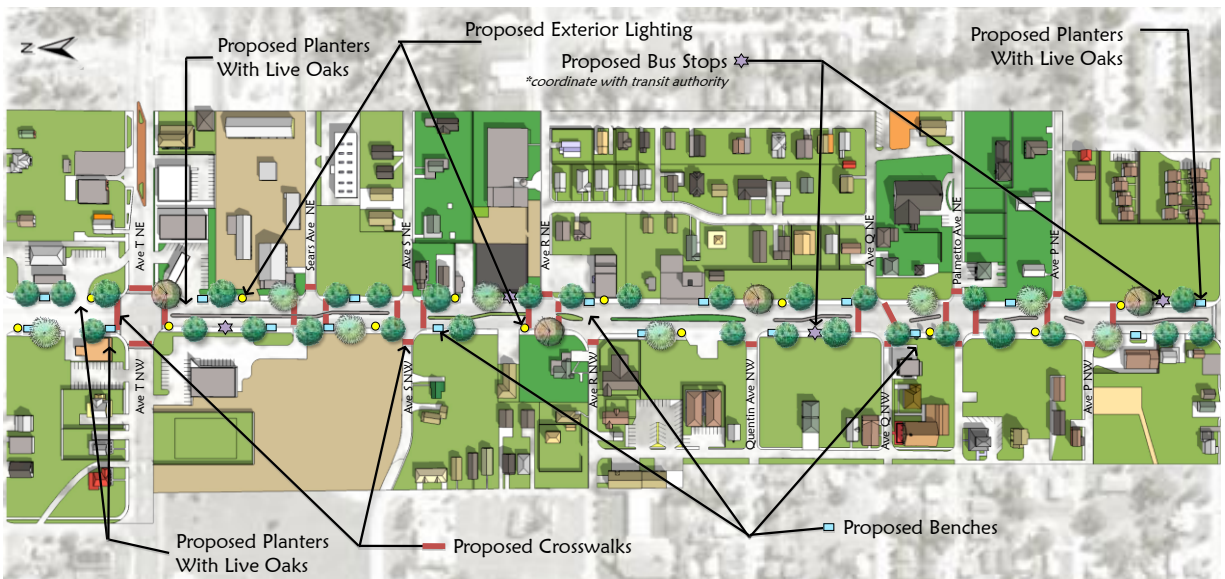 N
Proposed Planters
With Live Oaks
Proposed Exterior Lighting
Proposed Bus Stops
*coordinate with transit authority
Proposed Planters
With Live Oaks
Ave T NE
Sears Ave NE
Ave S NE
Ave R NE
Ave Q NE
Palmeto Ave NE
Ave P NE
Ave T NW
Ave S NW
Ave R NW
Quentin Ave NW
Ave Q NW
Ave P NW
Proposed Planters
With Live Oaks
Proposed Crosswalks
Proposed Benches